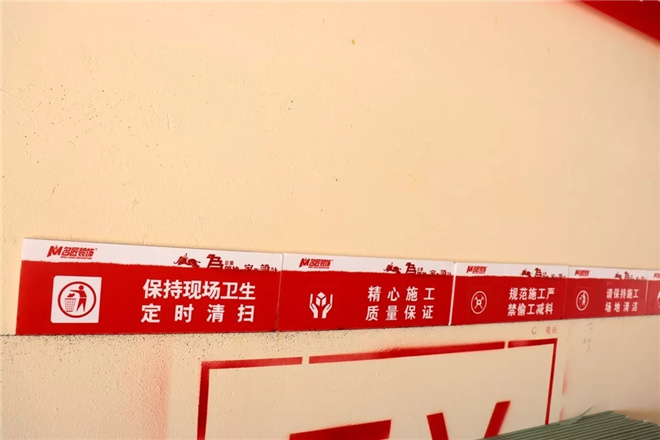 名匠装饰
保持现场卫生
定时清扫
名匠装饰
精心施工
质量保证
规范施工严
禁偷工减料
请保持施工
场地清洁